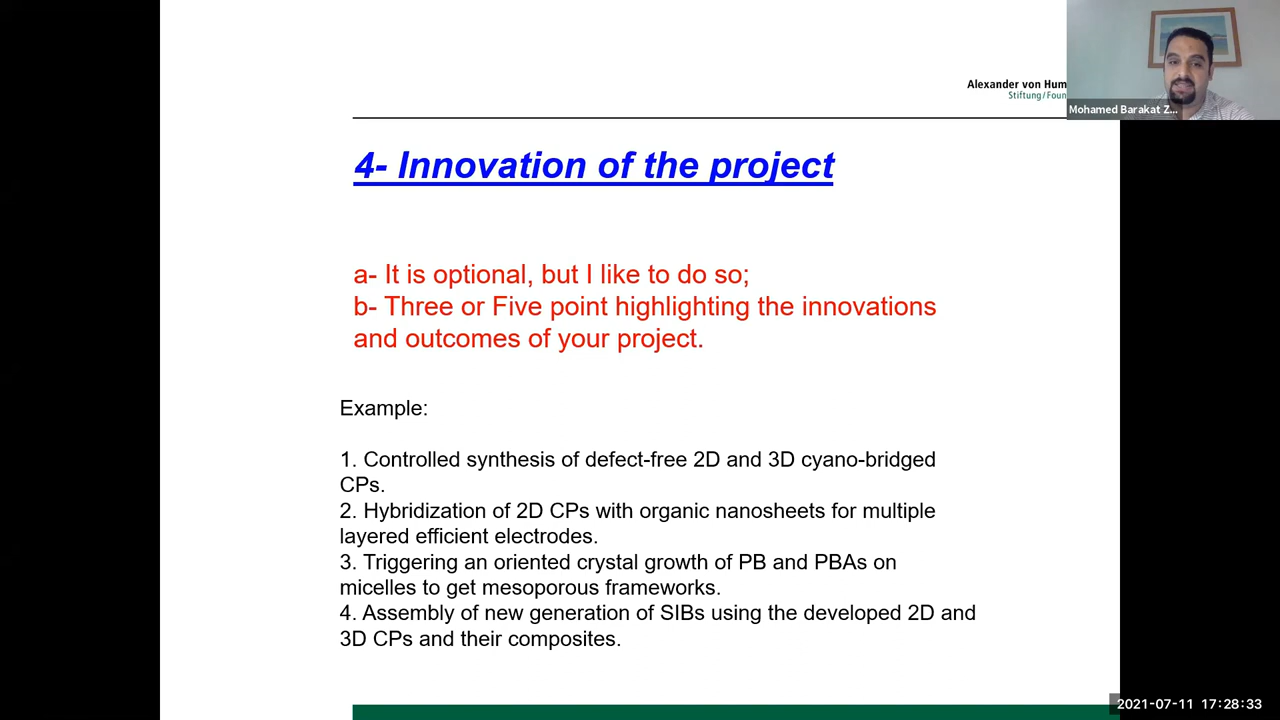 Alexander von Hum
Stiftung/Foun
Mohamed Barakat Z...
4- Innovation of the project
a- It is optional, but I like to do so;
b- Three or Five point highlighting the innovations
and outcomes of your project.
Example:
1. Controlled synthesis of defect-free 2D and 3D cyano-bridged
CPs.
2. Hybridization of 2D CPs with organic nanosheets for multiple
layered efficient electrodes.
3. Triggering an oriented crystal growth of PB and PBAs on
micelles to get mesoporous frameworks.
4. Assembly of new generation of SIBs using the developed 2D and
3D CPs and their composites.
2021-07-11 17:28:33